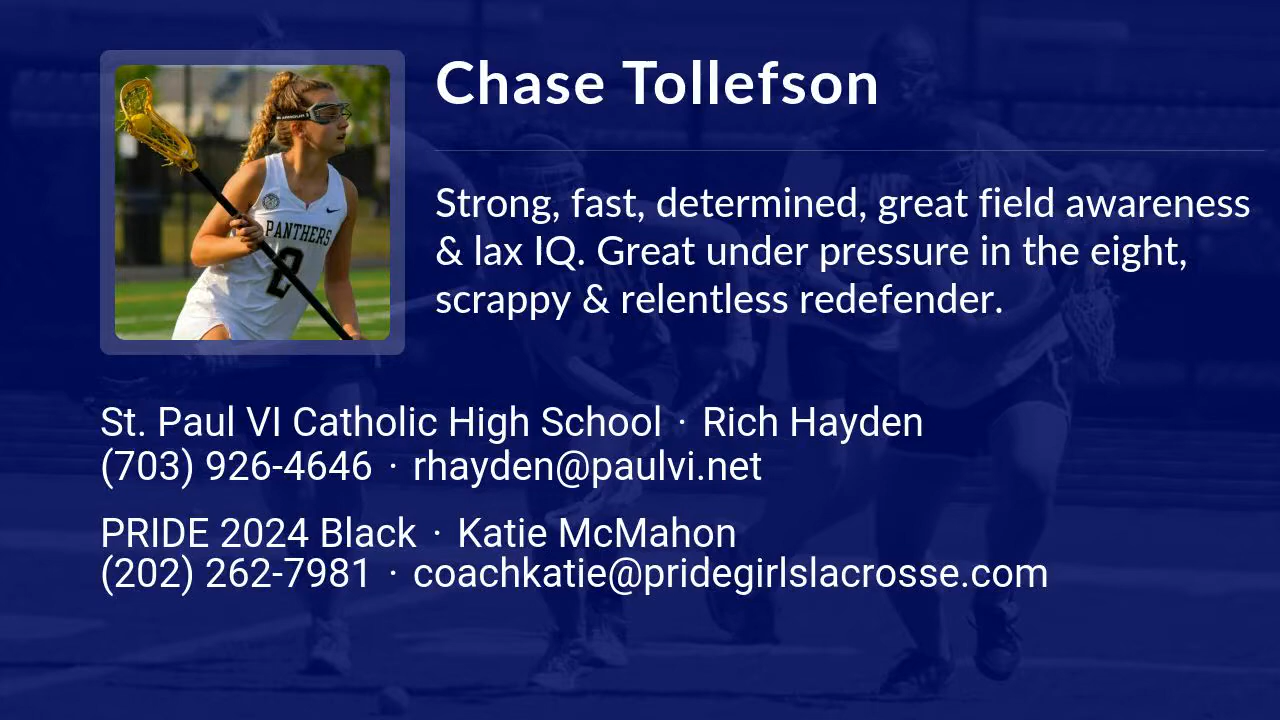 Chase Tollefson
Strong, fast, determined, great field awareness
& lax IQ. Great under pressure in the eight,
scrappy & relentless redefender.
PANTHERS
2
St. Paul VI Catholic High School · Rich Hayden
(703) 926-4646 · rhayden@paulvi.net
PRIDE 2024 Black · Katie McMahon
(202) 262-7981 · coachkatie@pridegirlslacrosse.com